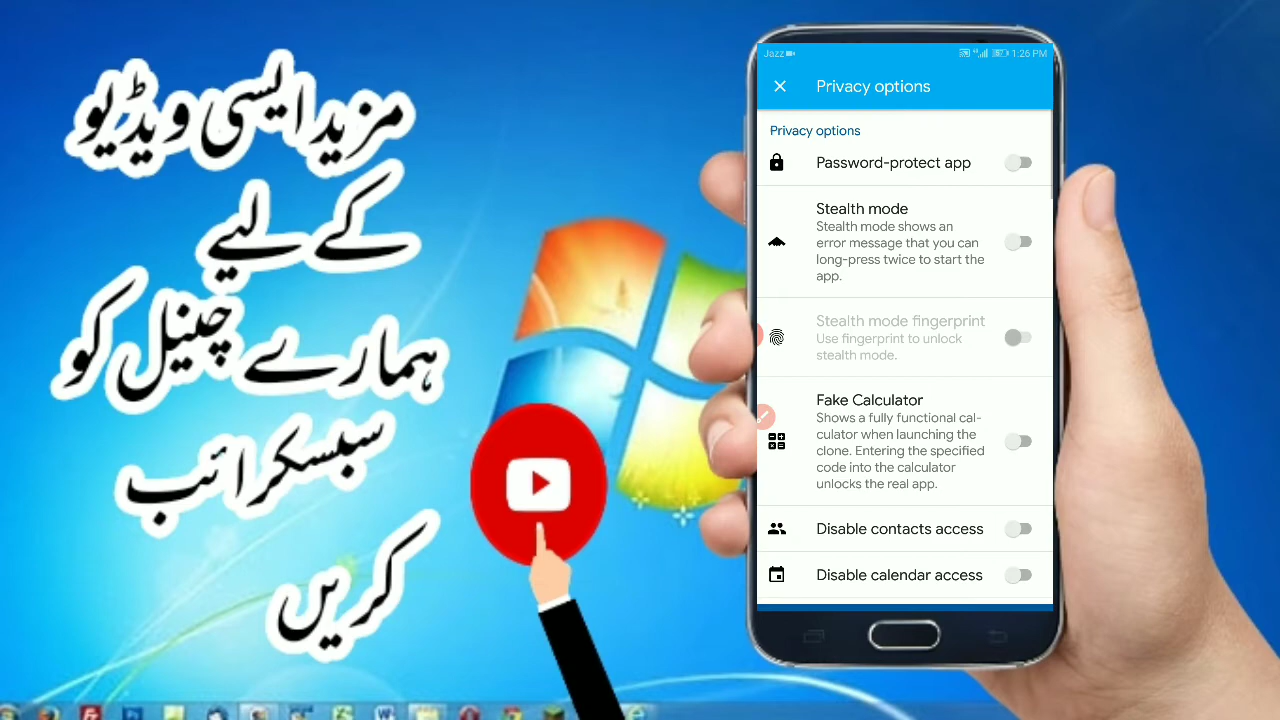 مزید ایسی ویڈیو
کے لیے
ہمارے چینل کو
سبسکرائب
کریں
Jazz
1:26 PM
Privacy options
Privacy options
Password-protect app
Stealth mode
Stealth mode shows an
error message that you can
long-press twice to start the
app.
Stealth mode fingerprint
Use fingerprint to unlock
stealth mode.
Fake Calculator
Shows a fully functional cal-
culator when launching the
clone. Entering the specified
code into the calculator
unlocks the real app.
Disable contacts access
Disable calendar access